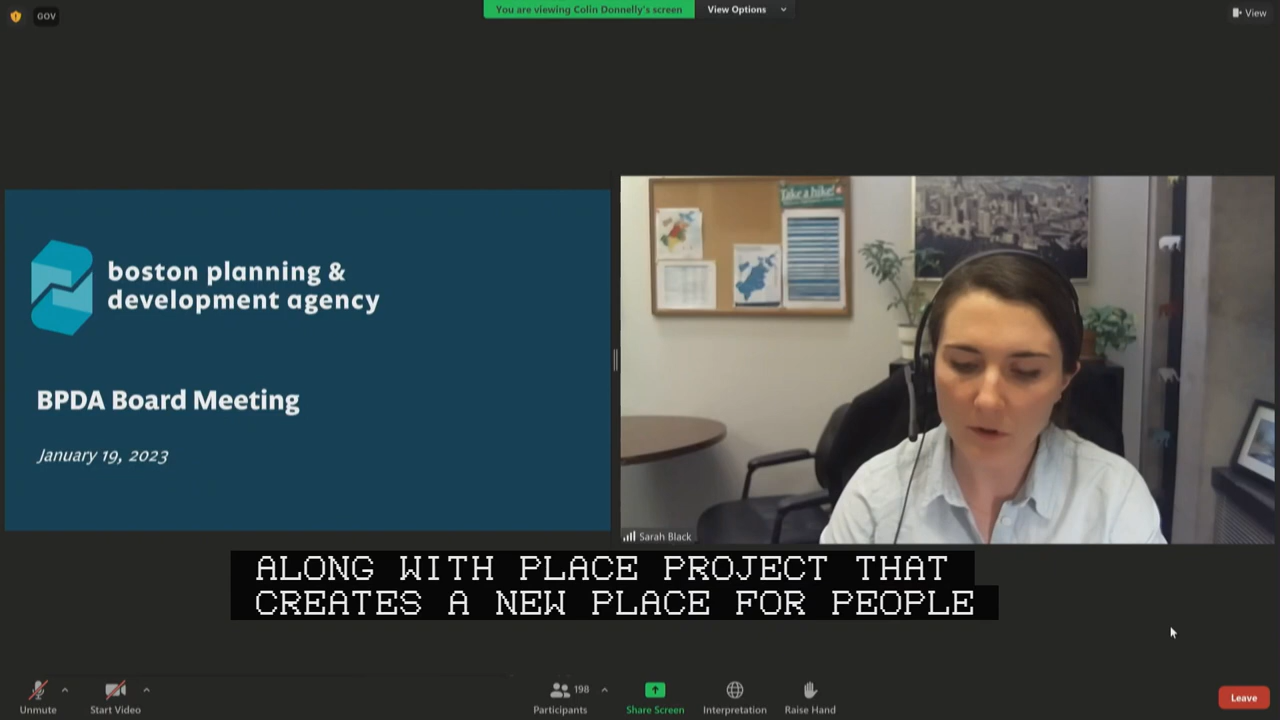 GOV
You are viewing Colin Donnelly's screen
View Options
View
boston planning &
development agency
BPDA Board Meeting
January 19, 2023
Take a hike!
Sarah Black
ALONG WITH PLACE PROJECT THAT
CREATES A NEW PLACE FOR PEOPLE
Unmute
Start Video
198
Participants
Share Screen
Interpretation
Raise Hand
Leave